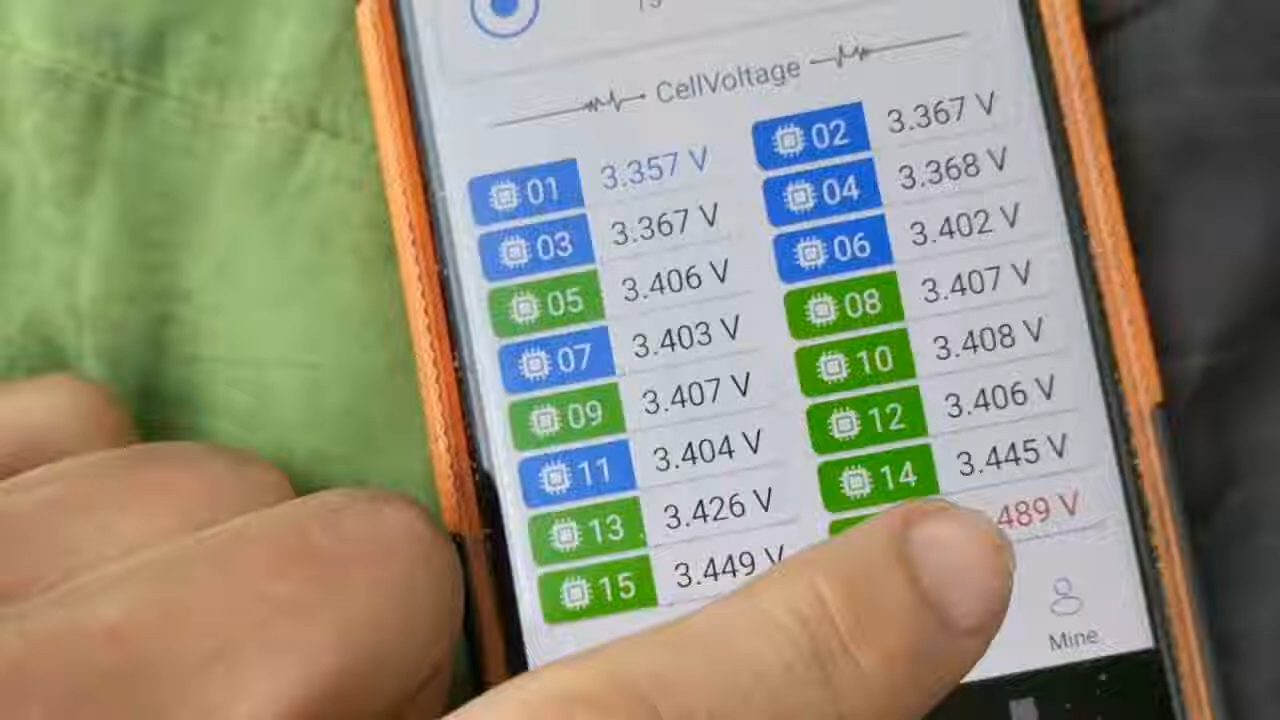 CellVoltage
01 3.357 V 02 3.367 V
03 3.367 V 04 3.368 V
05 3.406 V 06 3.402 V
07 3.403 V 08 3.407 V
09 3.407 V 10 3.408 V
11 3.404 V 12 3.406 V
13 3.426 V 14 3.445 V
15 3.449 V .489 V
Mine